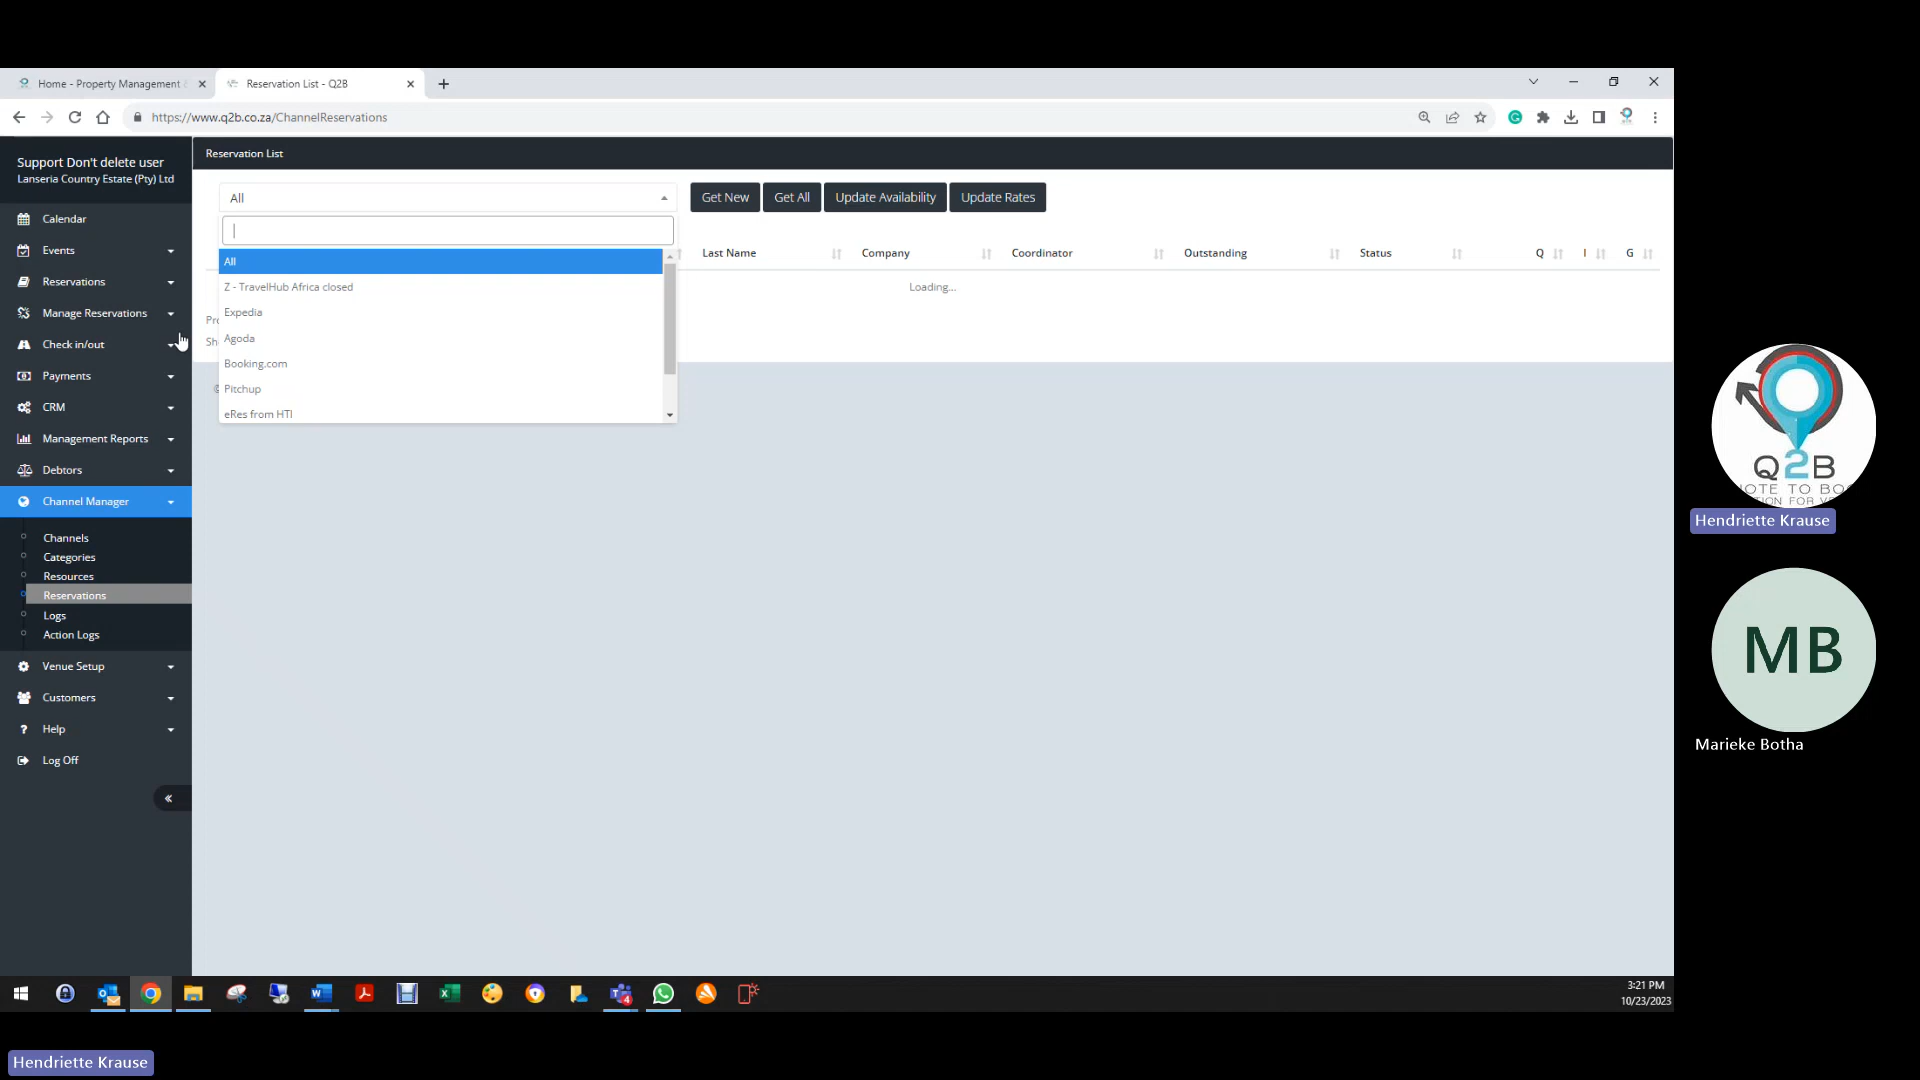 Home - Property Management
Reservation List - Q2B
https://www.q2b.co.za/ChannelReservations
Support Don't delete user
Lanseria Country Estate (Pty) Ltd
Reservation List
All
Get New
Get All
Update Availability
Update Rates
Calendar
Events
Reservations
Manage Reservations
Check in/out
Payments
CRM
Management Reports
Debtors
Channel Manager
Channels
Categories
Resources
Reservations
Logs
Action Logs
Venue Setup
Customers
Help
Log Off
All
Z - TravelHub Africa closed
Expedia
Agoda
Booking.com
Pitchup
eRes from HTI
Last Name
Company
Coordinator
Outstanding
Status
Q
I
G
Loading...
Q2B
Hendriette Krause
MB
Marieke Botha
3:21 PM
10/23/2023
Hendriette Krause